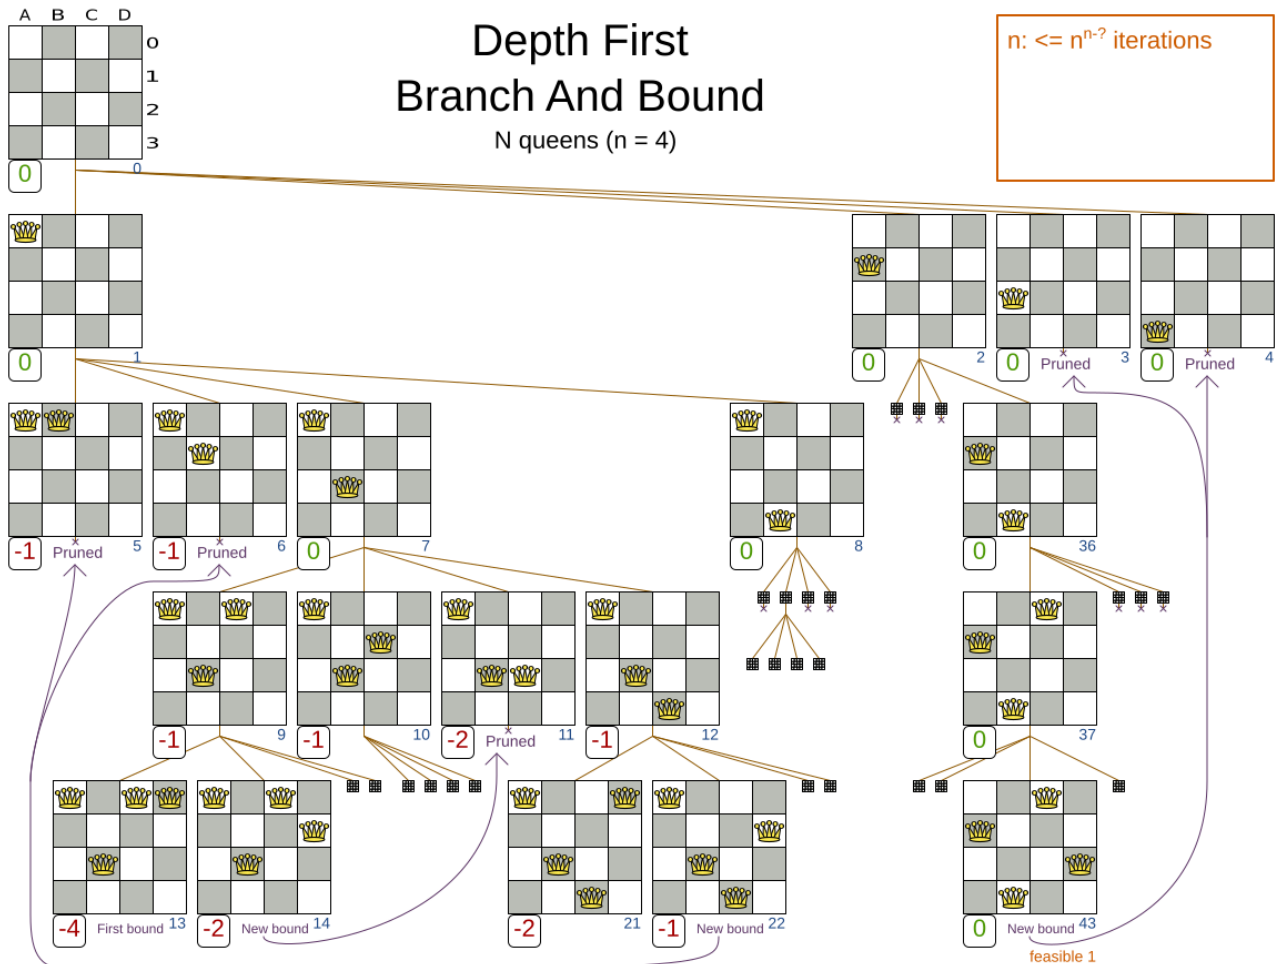 A B C D
0
1
2
3
Depth First
Branch And Bound
N queens (n = 4)
n: <= n^n-? iterations
0 0
0 1
0 2
0 Pruned 3
0 Pruned 4
-1 Pruned 5
-1 Pruned 6
0 7
0 8
0 36
-1 9
-1 10
-2 Pruned 11
-1 12
0 37
-4 First bound 13
-2 New bound 14
-2 21
-1 New bound 22
0 New bound 43
feasible 1